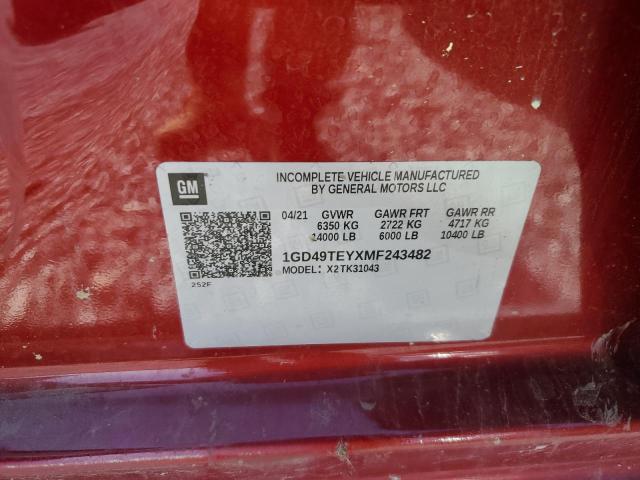 GM
INCOMPLETE VEHICLE MANUFACTURED
BY GENERAL MOTORS LLC
04/21 GVWR GAWR FRT GAWR RR
6350 KG 2722 KG 4717 KG
14000 LB 6000 LB 10400 LB
1GD49TEYXMF243482
MODEL: X2TK31043
252F